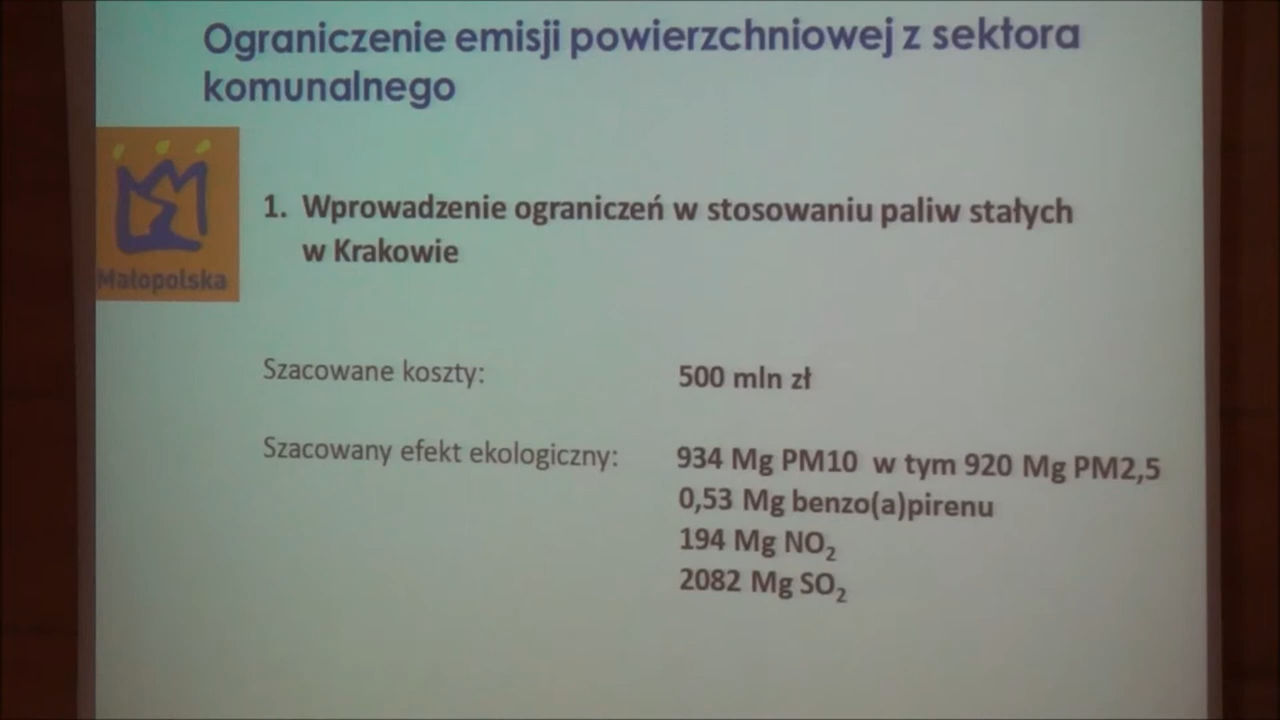 Ograniczenie emisji powierzchniowej z sektora
komunalnego
Małopolska
1. Wprowadzenie ograniczeń w stosowaniu paliw stałych
w Krakowie
Szacowane koszty: 500 mln zł
Szacowany efekt ekologiczny: 934 Mg PM10 w tym 920 Mg PM2,5
0,53 Mg benzo(a)pirenu
194 Mg NO₂
2082 Mg SO₂